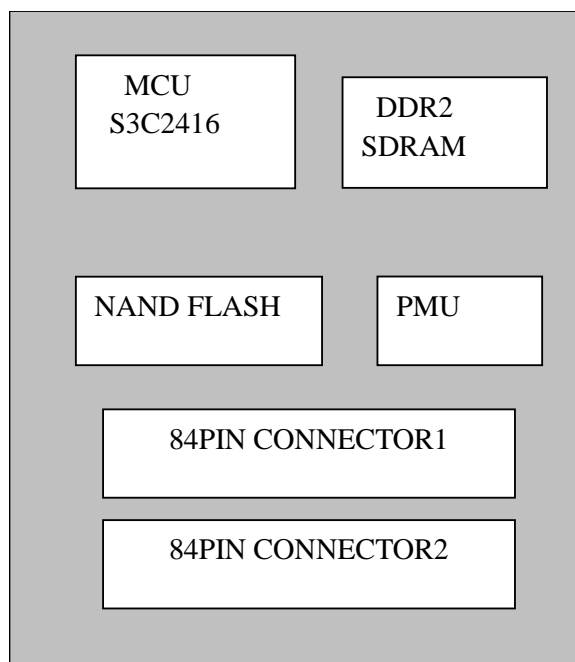 MCU
S3C2416
DDR2
SDRAM
NAND FLASH
PMU
84PIN CONNECTOR1
84PIN CONNECTOR2